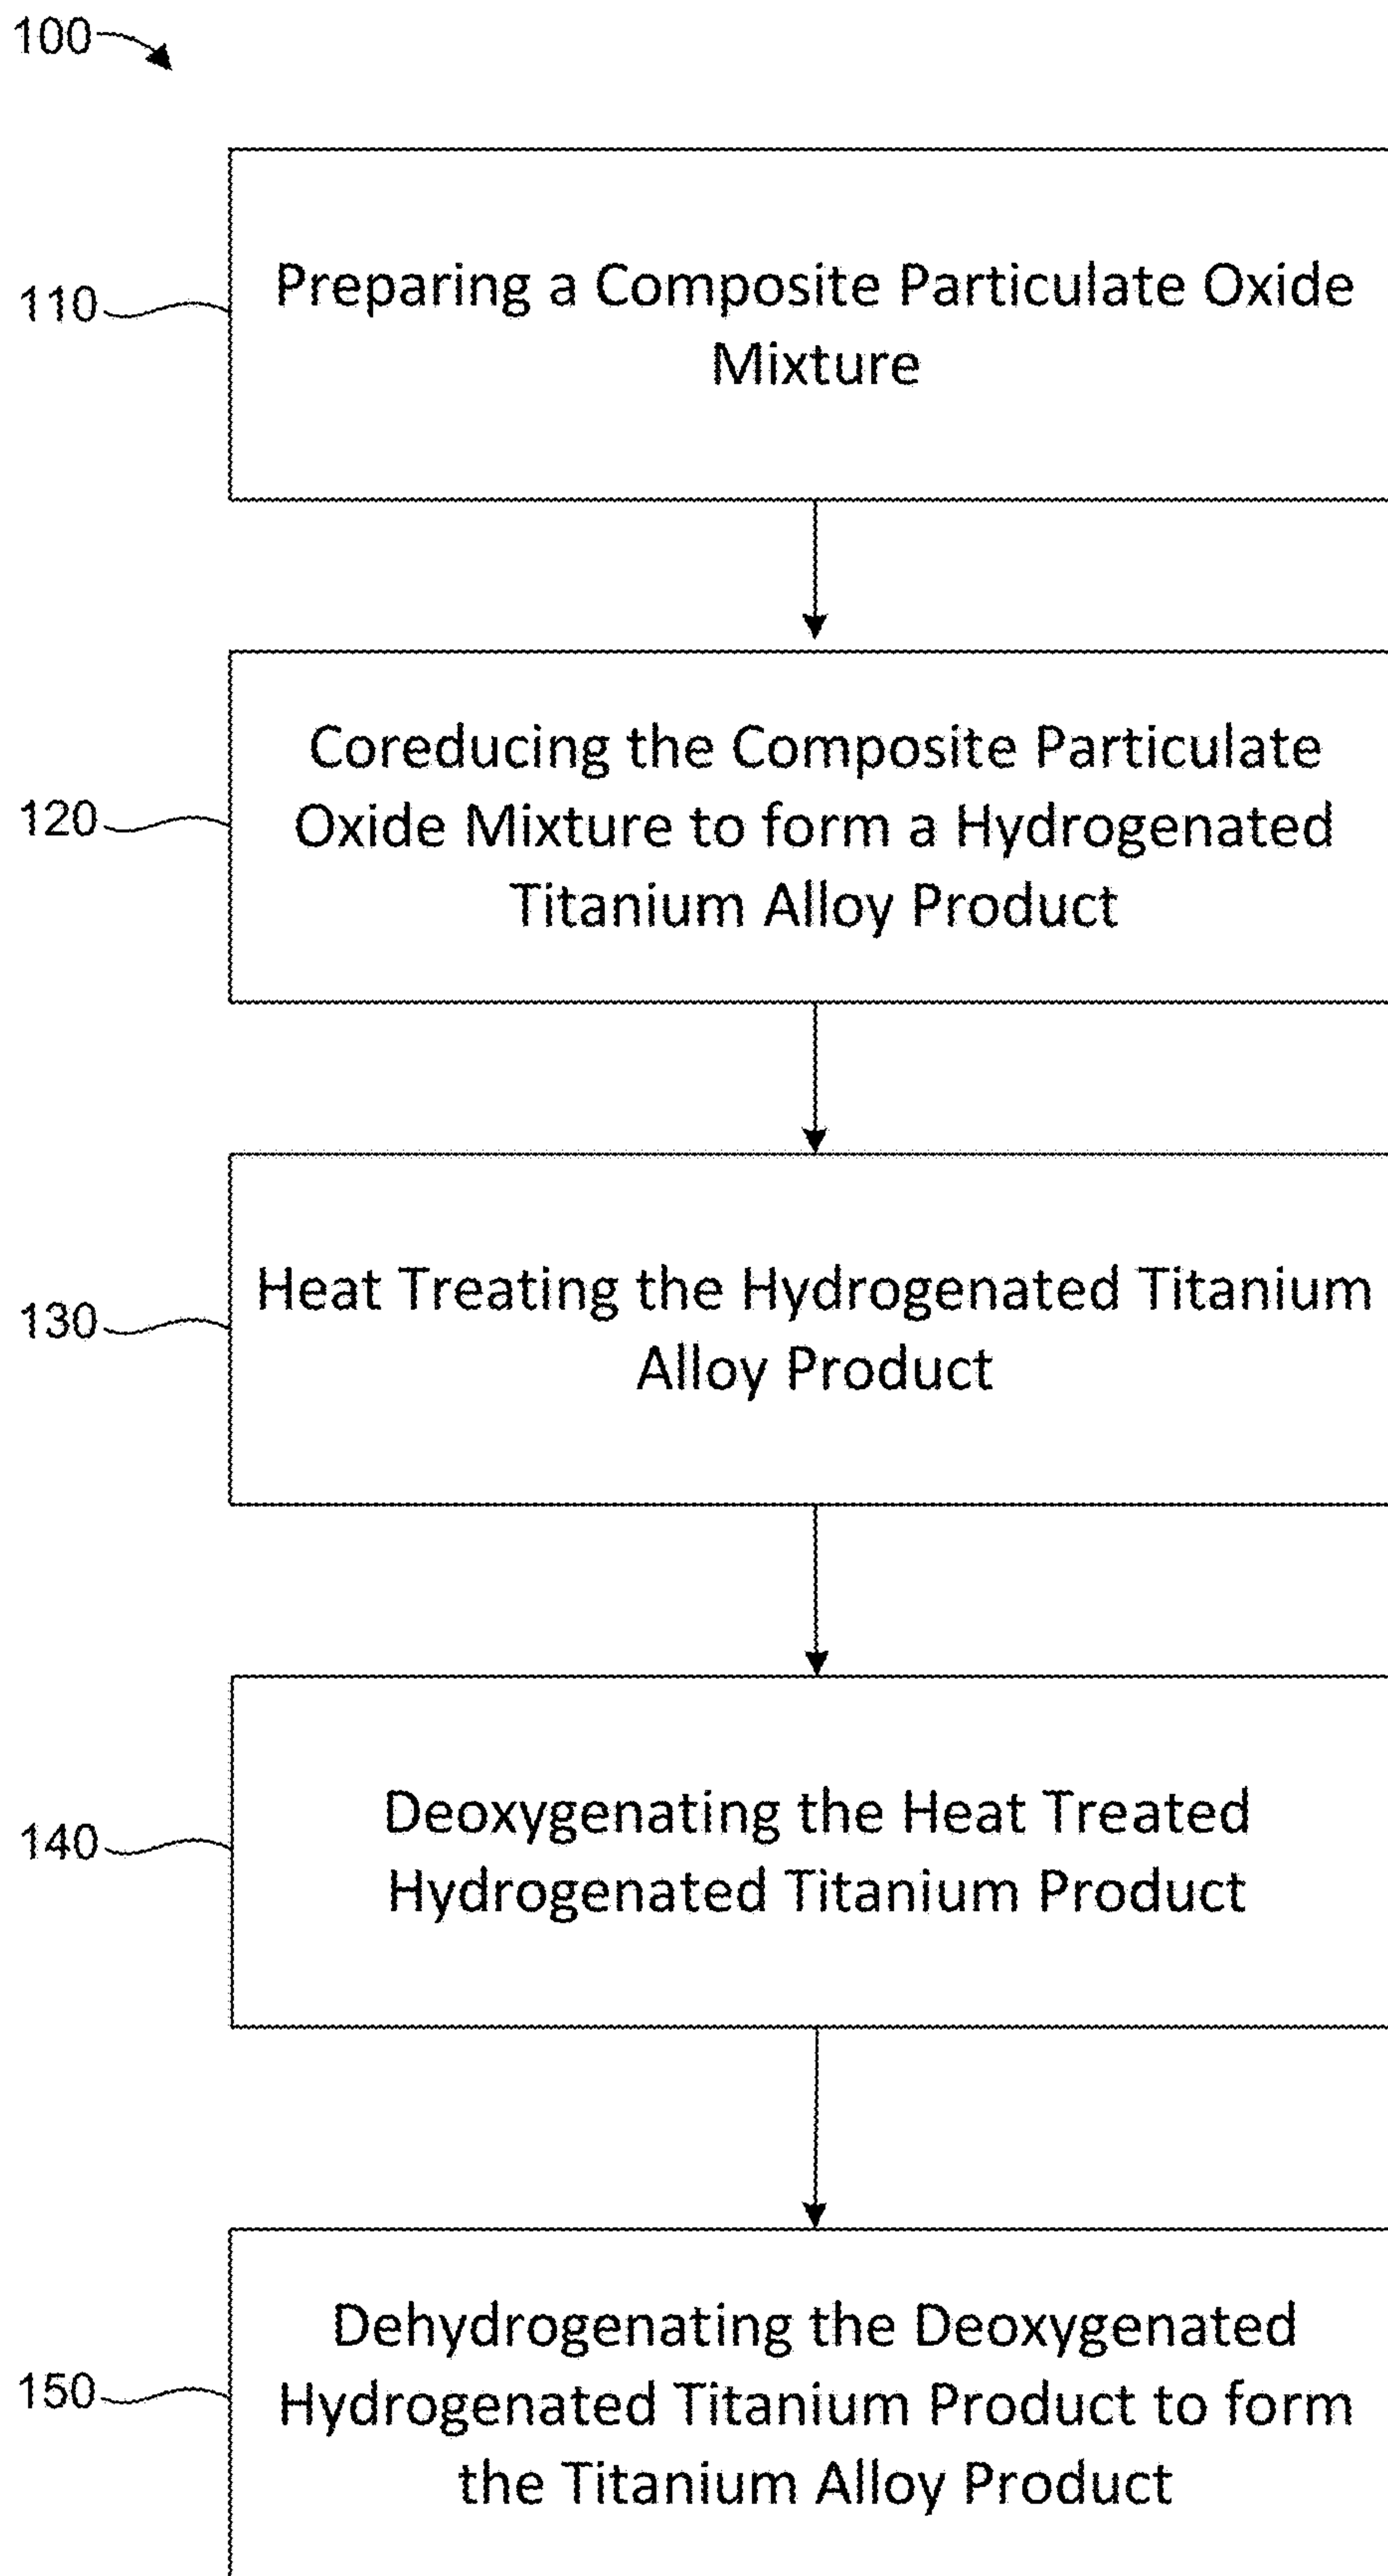 100
110
Preparing a Composite Particulate Oxide
Mixture
120
Coreducing the Composite Particulate
Oxide Mixture to form a Hydrogenated
Titanium Alloy Product
130
Heat Treating the Hydrogenated Titanium
Alloy Product
140
Deoxygenating the Heat Treated
Hydrogenated Titanium Product
150
Dehydrogenating the Deoxygenated
Hydrogenated Titanium Product to form
the Titanium Alloy Product